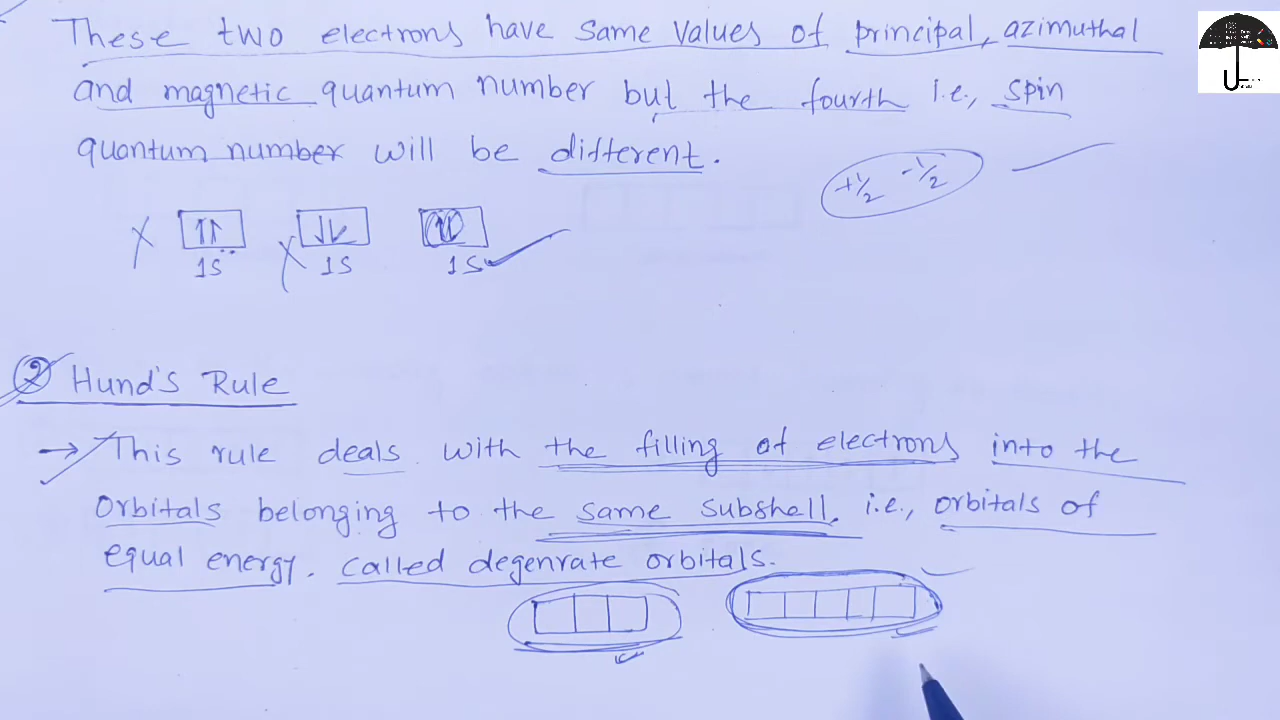 These two electrons have same values of principal, azimuthal
and magnetic quantum number but the fourth i.e., spin
quantum number will be different.
+1/2 -1/2
1s 1s 1s
② Hund's Rule
→ This rule deals with the filling of electrons into the
orbitals belonging to the same subshell, i.e., orbitals of
equal energy. called degenrate orbitals.